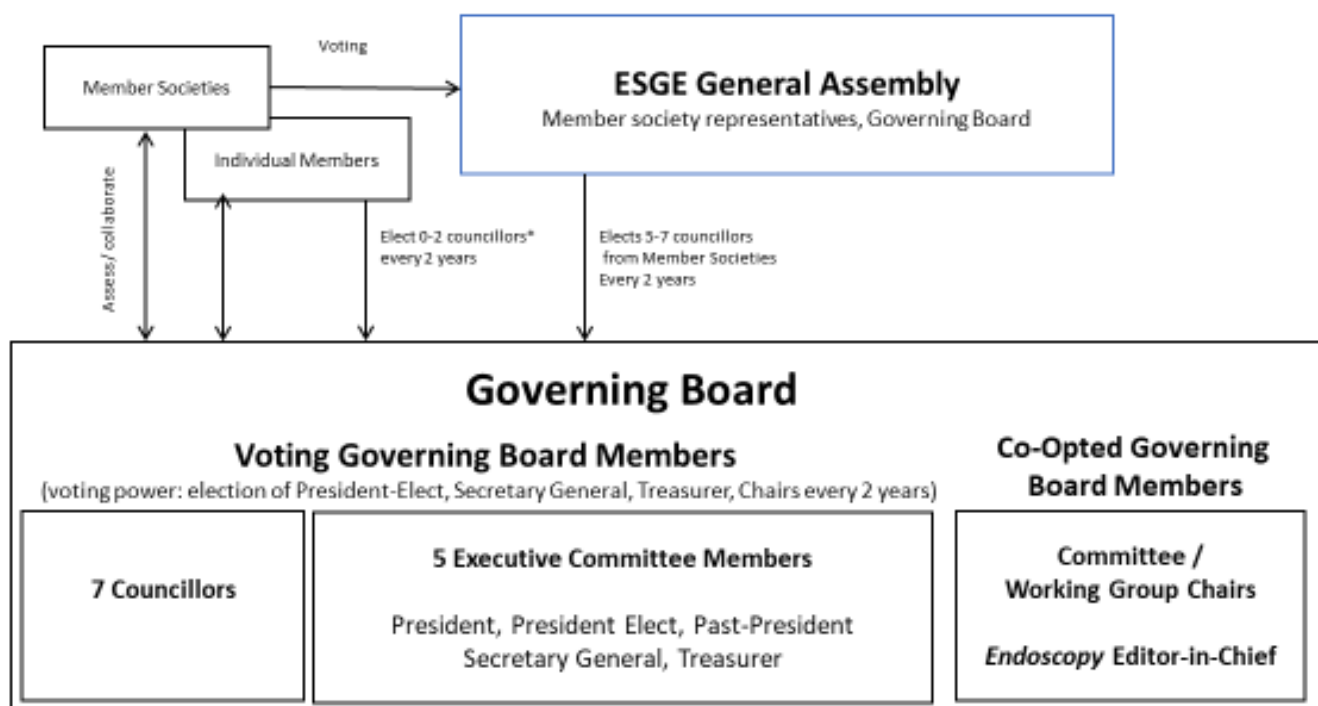 Voting
Member Societies
ESGE General Assembly
Member society representatives, Governing Board
Individual Members
Assess/ collaborate
Elect 0-2 councillors*
every 2 years
Elects 5-7 councillors
from Member Societies
Every 2 years
Governing Board
Voting Governing Board Members
(voting power: election of President-Elect, Secretary General, Treasurer, Chairs every 2 years)
Co-Opted Governing
Board Members
7 Councillors
5 Executive Committee Members
President, President Elect, Past-President
Secretary General, Treasurer
Committee /
Working Group Chairs
Endoscopy Editor-in-Chief